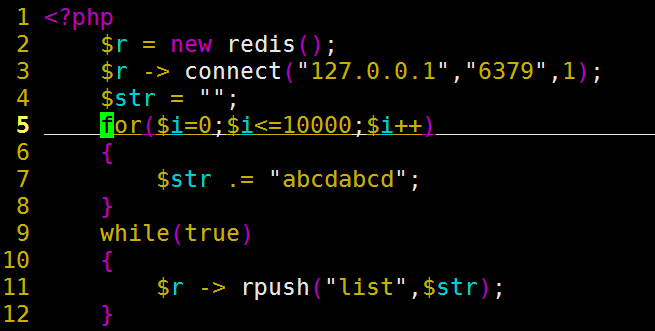 1 <?php
2     $r = new redis();
3     $r -> connect("127.0.0.1","6379",1);
4     $str = "";
5     for($i=0;$i<=10000;$i++)
6     {
7         $str .= "abcdabcd";
8     }
9     while(true)
10     {
11         $r -> rpush("list",$str);
12     }